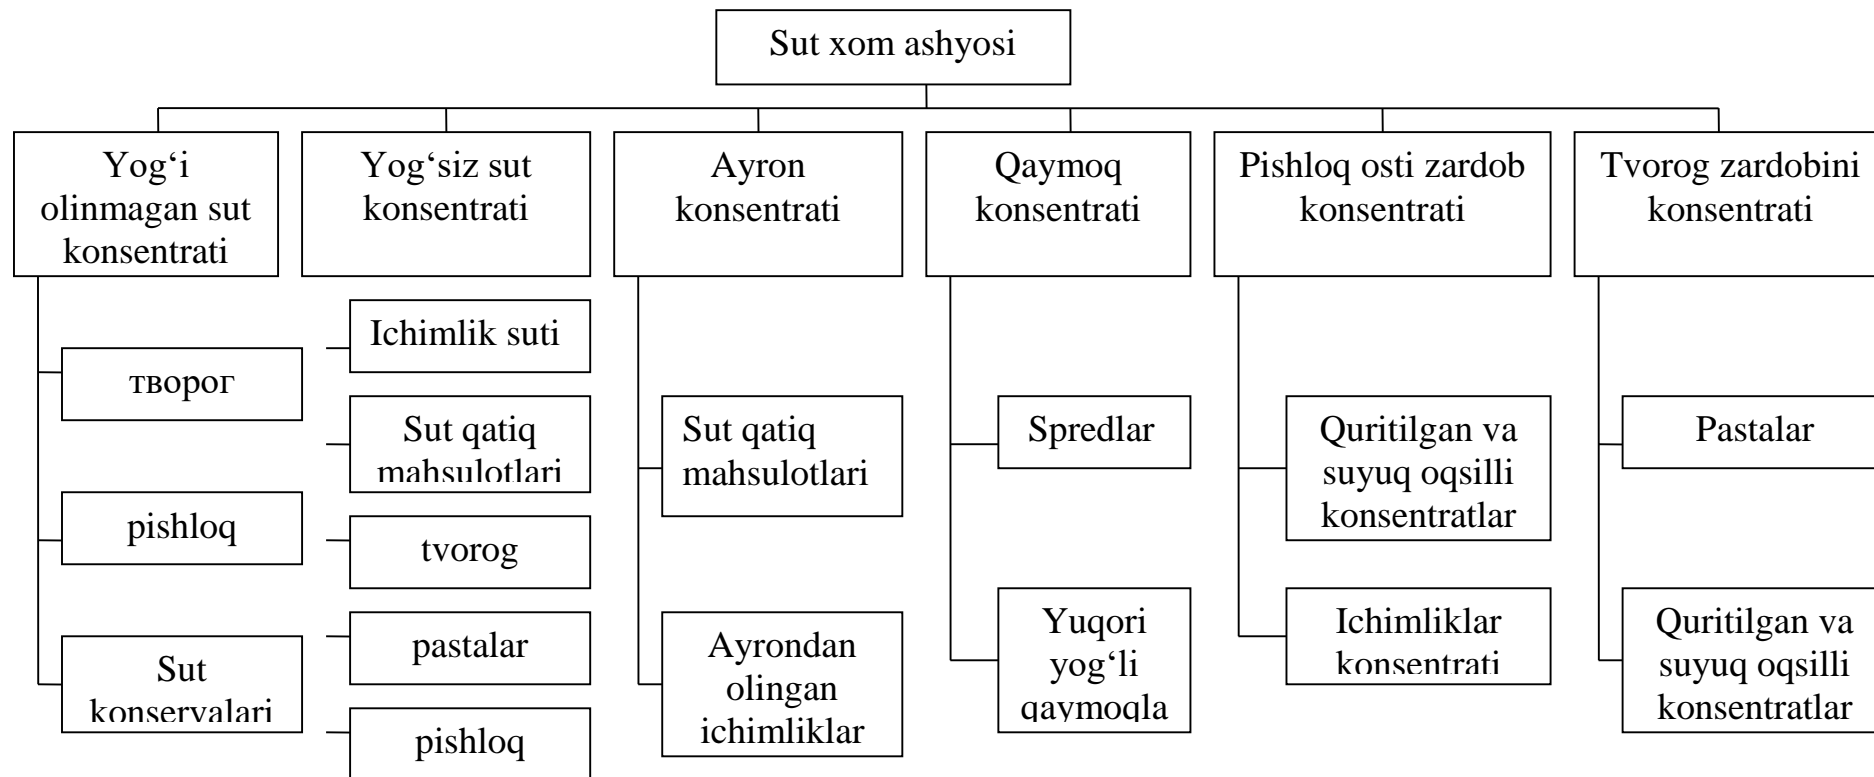 Sut xom ashyosi
Yog‘i
olinmagan sut
konsentrati
Yog‘siz sut
konsentrati
Ayron
konsentrati
Qaymoq
konsentrati
Pishloq osti zardob
konsentrati
Tvorog zardobini
konsentrati
творог
pishloq
Sut
konservalari
Ichimlik suti
Sut qatiq
mahsulotlari
tvorog
pastalar
pishloq
Sut qatiq
mahsulotlari
Ayrondan
olingan
ichimliklar
Spredlar
Yuqori
yog‘li
qaymoqla
Quritilgan va
suyuq oqsilli
konsentratlar
Ichimliklar
konsentrati
Pastalar
Quritilgan va
suyuq oqsilli
konsentratlar